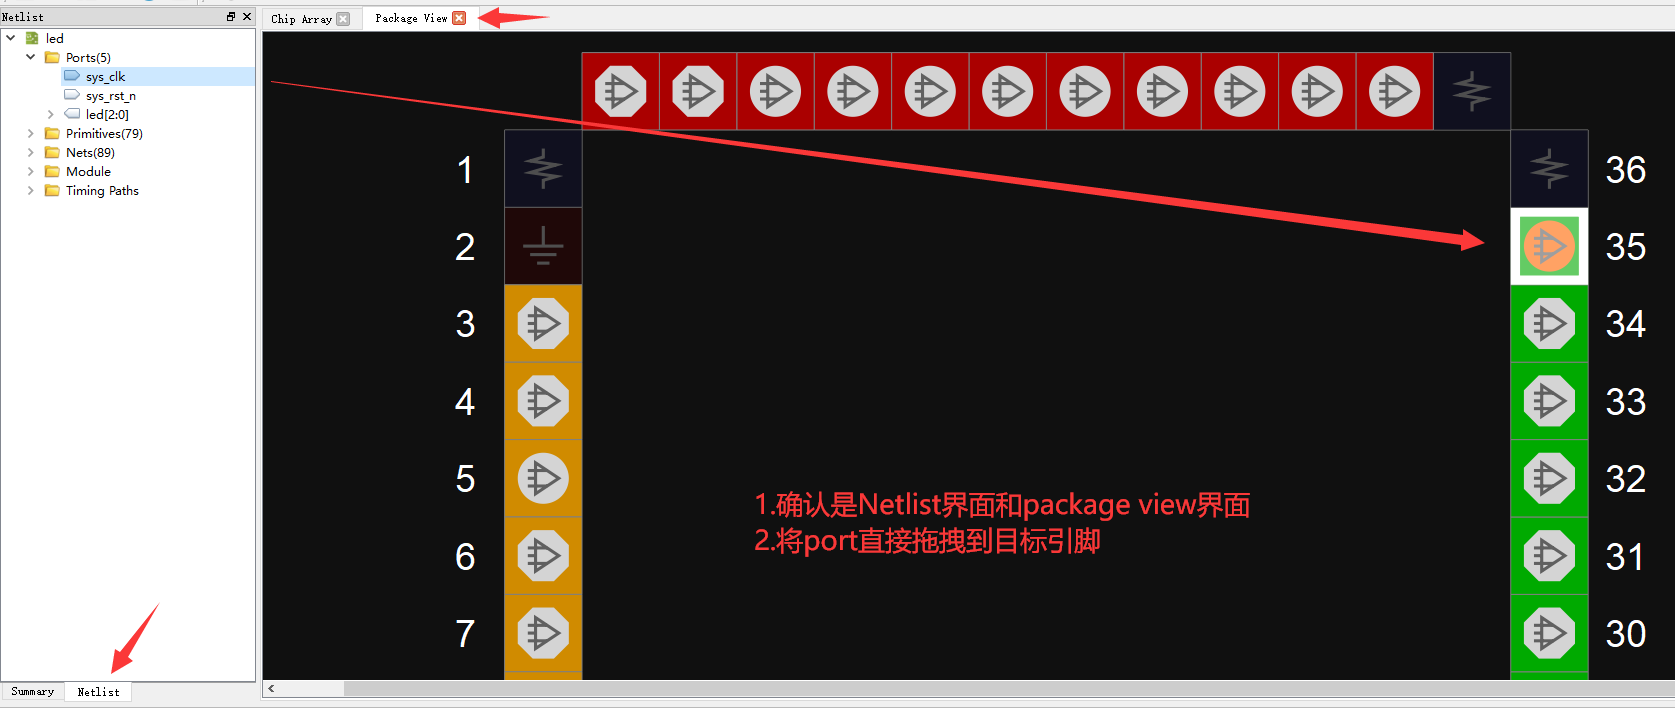 Netlist
Chip Array
Package View
led
Ports(5)
sys_clk
sys_rst_n
led[2:0]
Primitives(79)
Nets(89)
Module
Timing Paths
1
2
3
4
5
6
7
36
35
34
33
32
31
30
1.确认是Netlist界面和package view界面
2.将port直接拖拽到目标引脚
Summary
Netlist